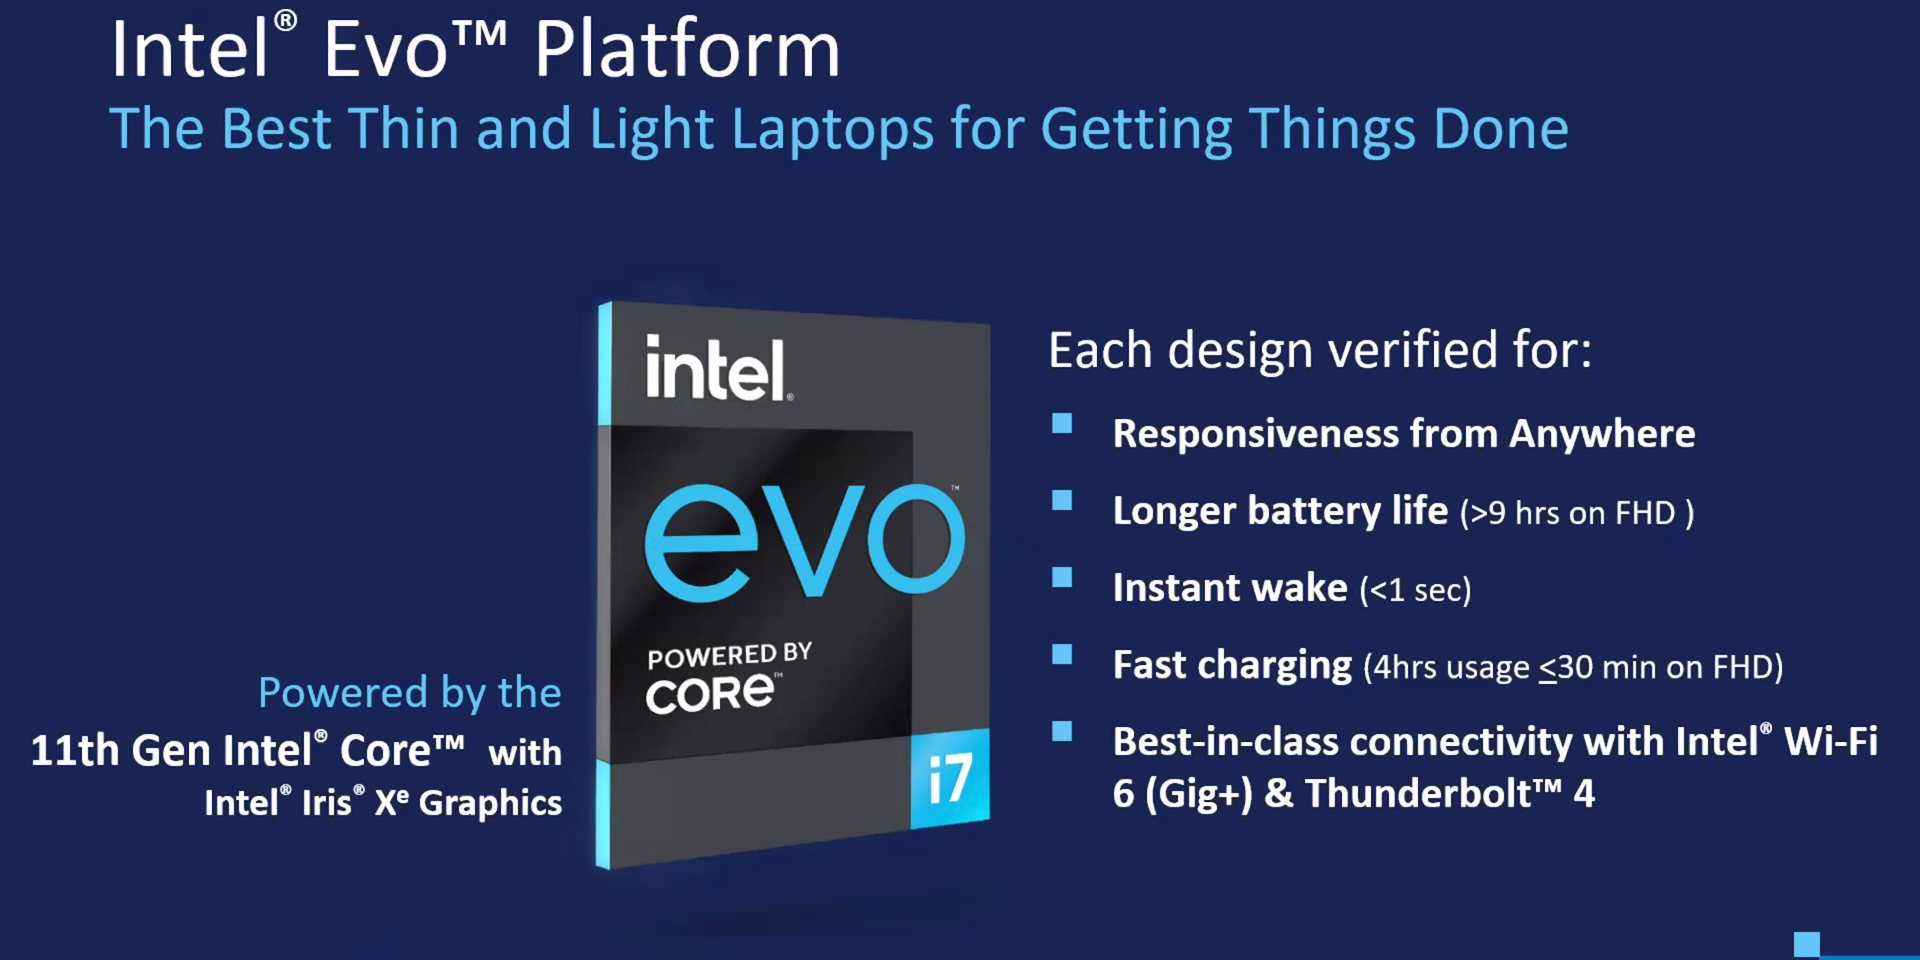 Intel® Evo™ Platform
The Best Thin and Light Laptops for Getting Things Done
intel®
evo™
POWERED BY
CORE™
i7
Powered by the
11th Gen Intel® Core™ with
Intel® Iris® Xᵉ Graphics
Each design verified for:
Responsiveness from Anywhere
Longer battery life (>9 hrs on FHD )
Instant wake (<1 sec)
Fast charging (4hrs usage ≤30 min on FHD)
Best-in-class connectivity with Intel® Wi-Fi
6 (Gig+) & Thunderbolt™ 4